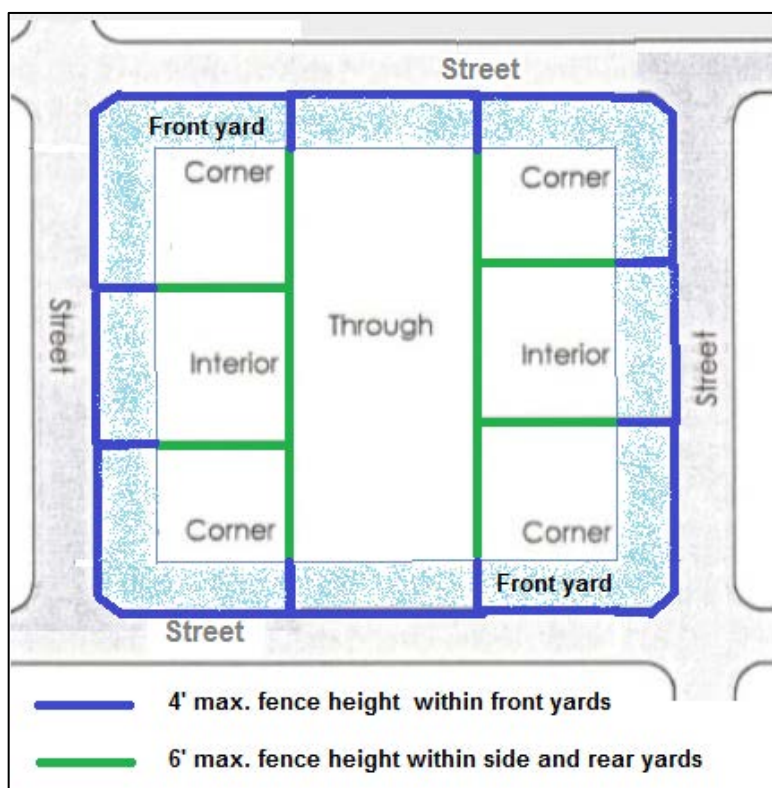 Street
Front yard
Corner
Corner
Street
Through
Interior
Interior
Street
Corner
Corner
Front yard
Street
4' max. fence height within front yards
6' max. fence height within side and rear yards